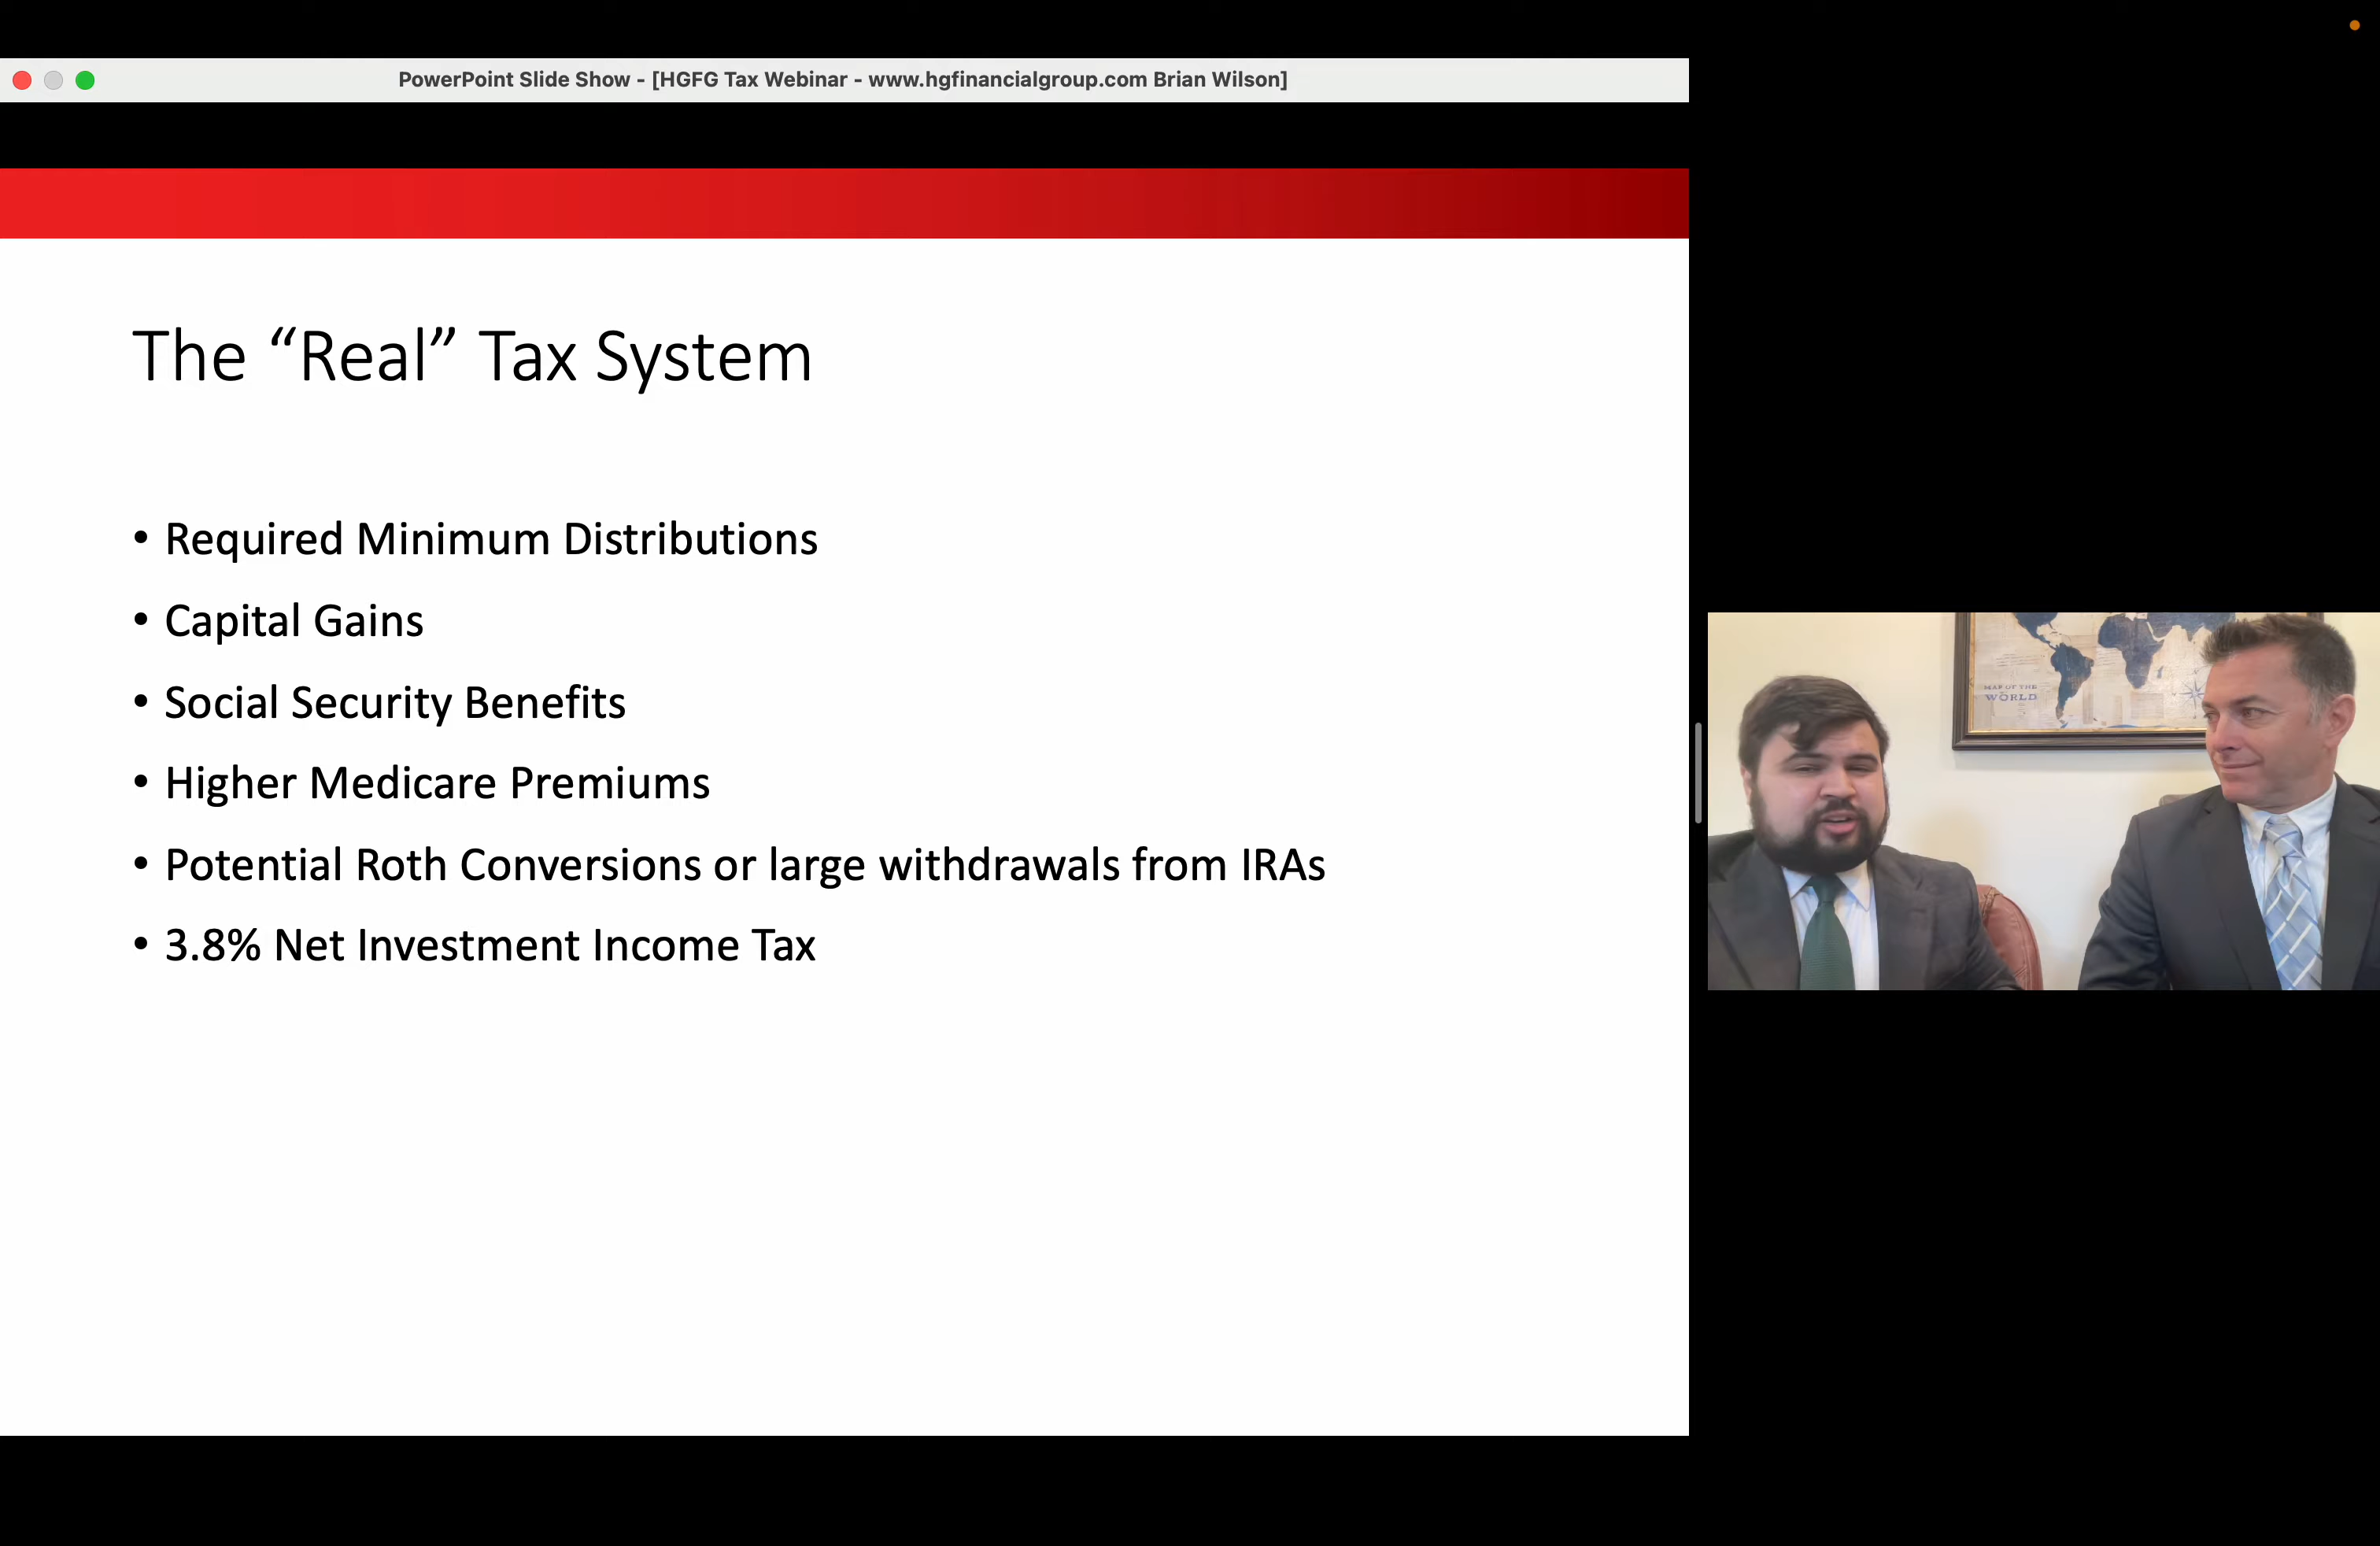 PowerPoint Slide Show - [HGFG Tax Webinar - www.hgfinancialgroup.com Brian Wilson]
The “Real” Tax System
• Required Minimum Distributions
• Capital Gains
• Social Security Benefits
• Higher Medicare Premiums
• Potential Roth Conversions or large withdrawals from IRAs
• 3.8% Net Investment Income Tax
MAP OF THE
WORLD